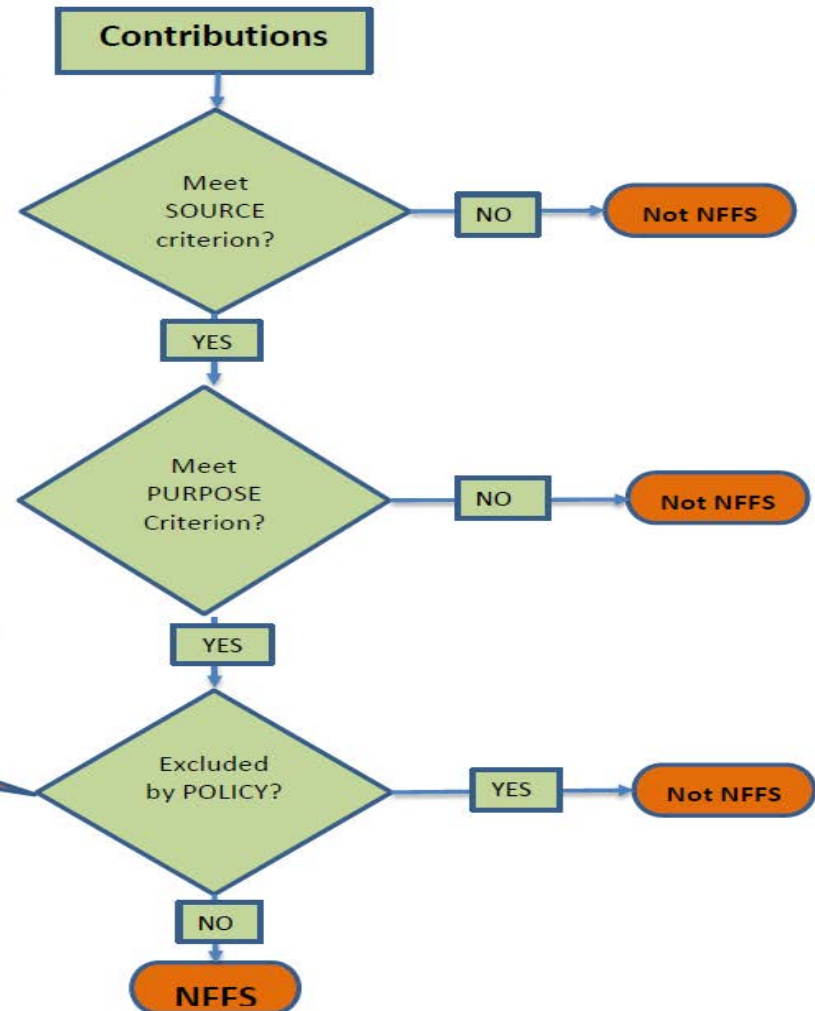 Contributions
Meet
SOURCE
criterion?
NO
Not NFFS
YES
Meet
PURPOSE
Criterion?
NO
Not NFFS
YES
Excluded
by POLICY?
YES
Not NFFS
NO
NFFS